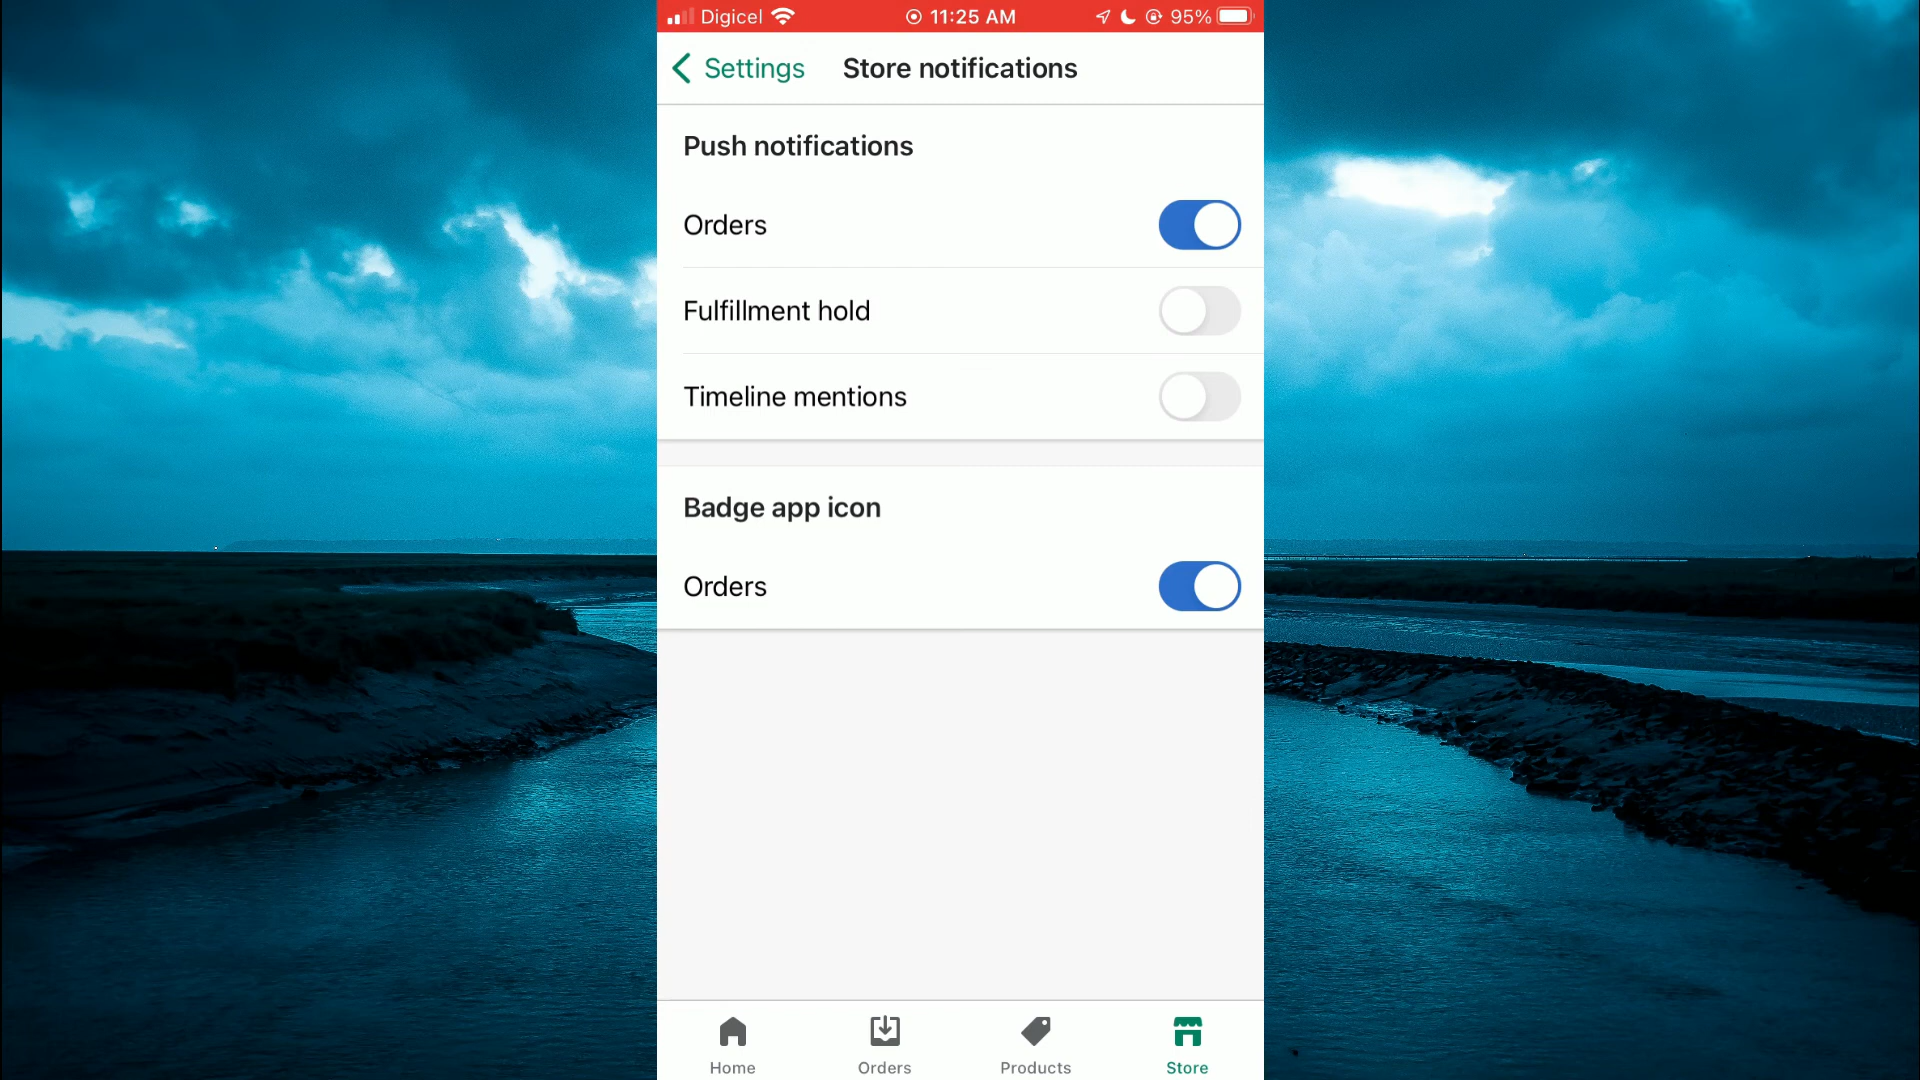 Digicel 11:25 AM 95%
Settings Store notifications
Push notifications
Orders
Fulfillment hold
Timeline mentions
Badge app icon
Orders
Home Orders Products Store